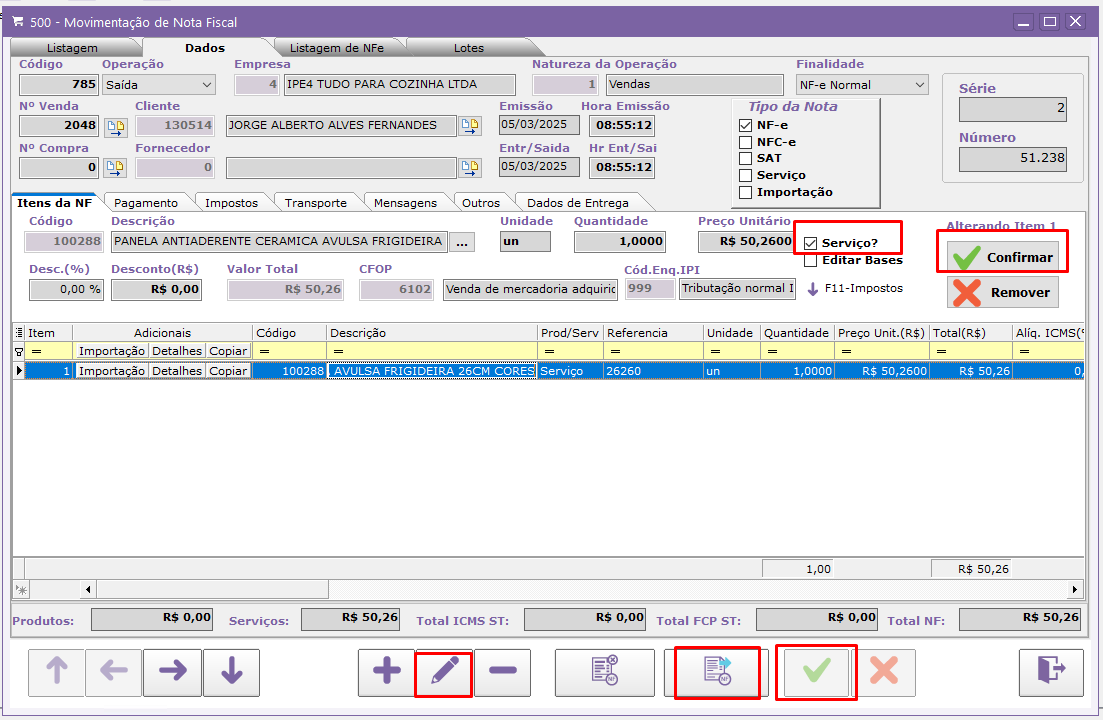 500 - Movimentação de Nota Fiscal
Listagem Dados Listagem de NFe Lotes
Código Operação Empresa Natureza da Operação Finalidade
785 Saída 4 IPE4 TUDO PARA COZINHA LTDA 1 Vendas NF-e Normal
Série
2
Número
51.238
Nº Venda Cliente Emissão Hora Emissão
2048 130514 JORGE ALBERTO ALVES FERNANDES 05/03/2025 08:55:12
Nº Compra Fornecedor Entr/Saida Hr Ent/Sai
0 0 05/03/2025 08:55:12
Tipo da Nota
NF-e
NFC-e
SAT
Serviço
Importação
Itens da NF Pagamento Impostos Transporte Mensagens Outros Dados de Entrega
Código Descrição Unidade Quantidade Preço Unitário
100288 PANELA ANTIADERENTE CERAMICA AVULSA FRIGIDEIRA ... un 1,0000 R$ 50,2600
Serviço?
Editar Bases
Alterando Item 1
Confirmar
Remover
Desc.(%) Desconto(R$) Valor Total CFOP Cód.Enq.IPI
0,00 % R$ 0,00 R$ 50,26 6102 Venda de mercadoria adquirid 999 Tributação normal I F11-Impostos
Item Adicionais Código Descrição Prod/Serv Referencia Unidade Quantidade Preço Unit.(R$) Total(R$) Alíq. ICMS(%
= Importação Detalhes Copiar = = = = = = = = =
1 Importação Detalhes Copiar 100288 AVULSA FRIGIDEIRA 26CM CORES Serviço 26260 un 1,0000 R$ 50,2600 R$ 50,26 0,
1,00 R$ 50,26
Produtos: R$ 0,00 Serviços: R$ 50,26 Total ICMS ST: R$ 0,00 Total FCP ST: R$ 0,00 Total NF: R$ 50,26
NF NF